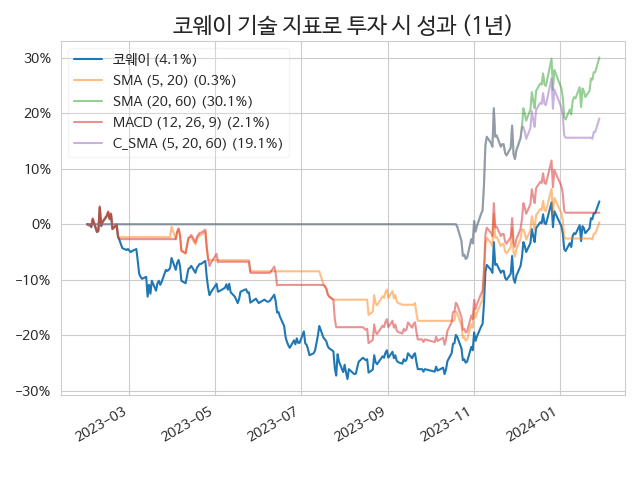 코웨이 기술 지표로 투자 시 성과 (1년)
30%
20%
10%
0%
−10%
−20%
−30%
코웨이 (4.1%)
SMA (5, 20) (0.3%)
SMA (20, 60) (30.1%)
MACD (12, 26, 9) (2.1%)
C_SMA (5, 20, 60) (19.1%)
2023−03
2023−05
2023−07
2023−09
2023−11
2024−01